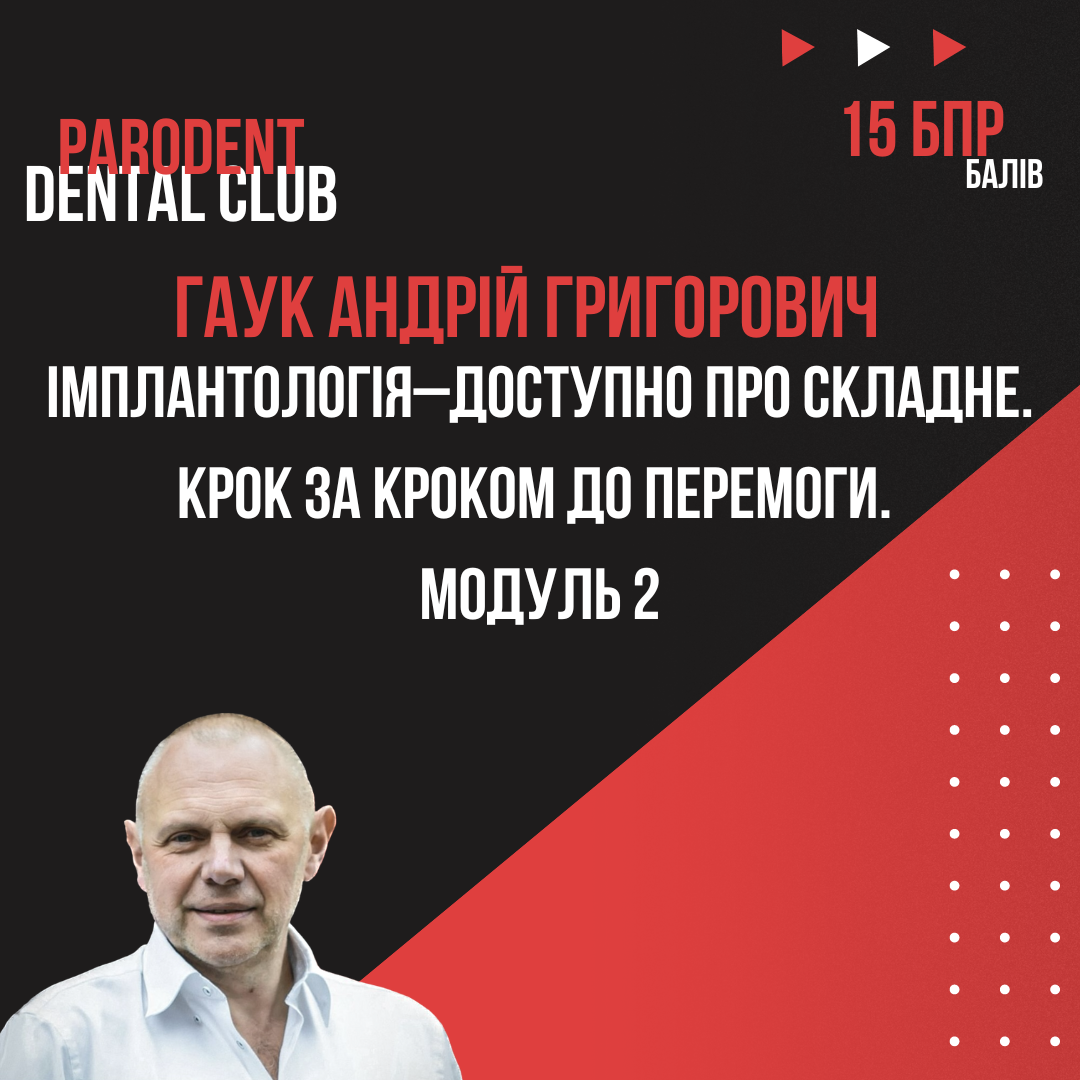 PARODENT
DENTAL CLUB
15 БПР
БАЛІВ
ГАУК АНДРІЙ ГРИГОРОВИЧ
ІМПЛАНТОЛОГІЯ–ДОСТУПНО ПРО СКЛАДНЕ.
КРОК ЗА КРОКОМ ДО ПЕРЕМОГИ.
МОДУЛЬ 2